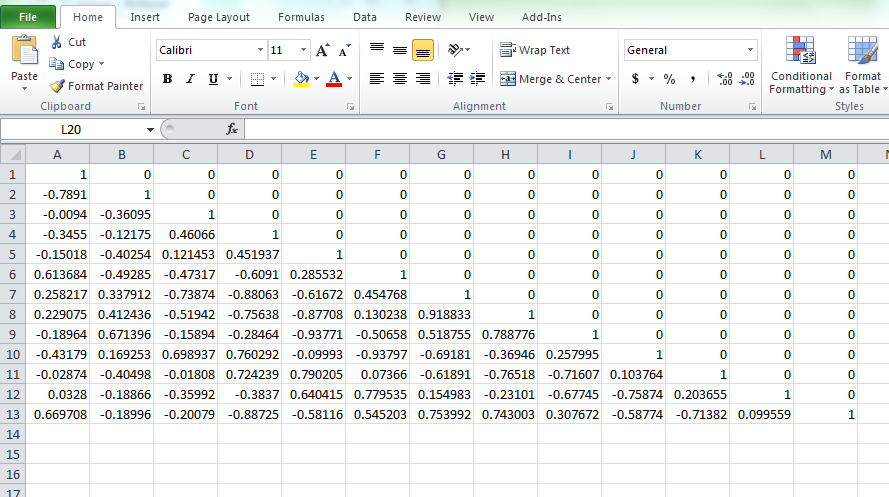 File Home Insert Page Layout Formulas Data Review View Add-Ins
Cut
Copy
Format Painter
Paste
Clipboard
Calibri 11 A A
B I U A
Font
Wrap Text
Merge & Center
Alignment
General
$ % , .00 .0
Number
Conditional Formatting
Format as Table
Styles
L20 fx
A B C D E F G H I J K L M
1 1 0 0 0 0 0 0 0 0 0 0 0 0
2 -0.7891 1 0 0 0 0 0 0 0 0 0 0 0
3 -0.0094 -0.36095 1 0 0 0 0 0 0 0 0 0 0
4 -0.3455 -0.12175 0.46066 1 0 0 0 0 0 0 0 0 0
5 -0.15018 -0.40254 0.121453 0.451937 1 0 0 0 0 0 0 0 0
6 0.613684 -0.49285 -0.47317 -0.6091 0.285532 1 0 0 0 0 0 0 0
7 0.258217 0.337912 -0.73874 -0.88063 -0.61672 0.454768 1 0 0 0 0 0 0
8 0.229075 0.412436 -0.51942 -0.75638 -0.87708 0.130238 0.918833 1 0 0 0 0 0
9 -0.18964 0.671396 -0.15894 -0.28464 -0.93771 -0.50658 0.518755 0.788776 1 0 0 0 0
10 -0.43179 0.169253 0.698937 0.760292 -0.09993 -0.93797 -0.69181 -0.36946 0.257995 1 0 0 0
11 -0.02874 -0.40498 -0.01808 0.724239 0.790205 0.07366 -0.61891 -0.76518 -0.71607 0.103764 1 0 0
12 0.0328 -0.18866 -0.35992 -0.3837 0.640415 0.779535 0.154983 -0.23101 -0.67745 -0.75874 0.203655 1 0
13 0.669708 -0.18996 -0.20079 -0.88725 -0.58116 0.545203 0.753992 0.743003 0.307672 -0.58774 -0.71382 0.099559 1
14
15
16
17